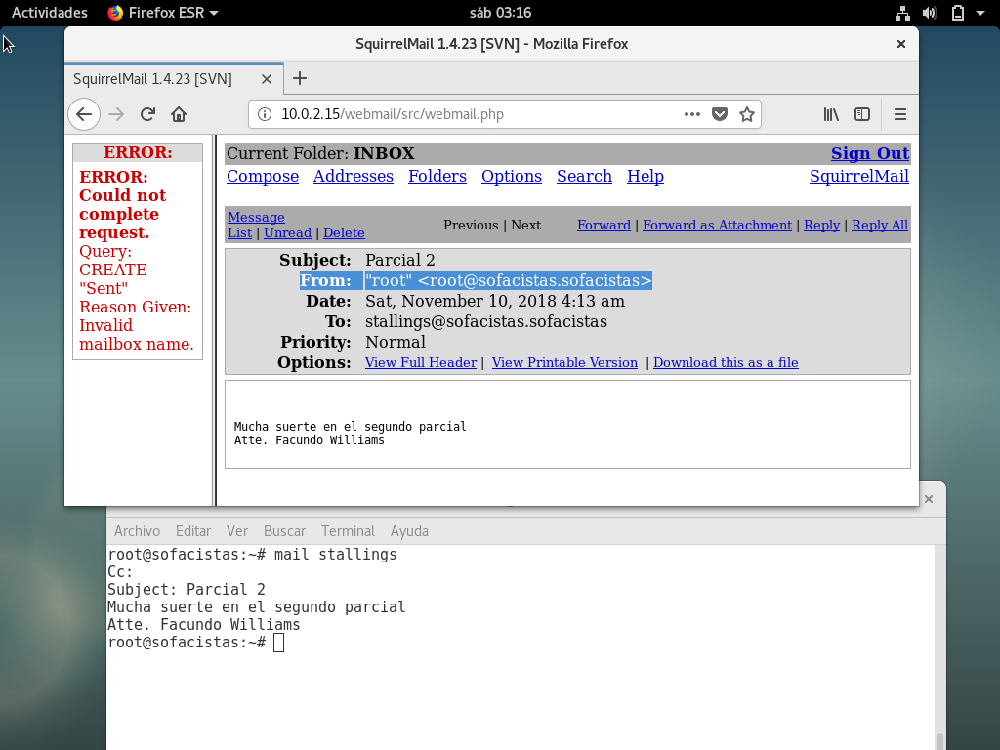 Actividades Firefox ESR sáb 03:16
SquirrelMail 1.4.23 [SVN] - Mozilla Firefox
SquirrelMail 1.4.23 [SVN]
10.0.2.15/webmail/src/webmail.php
ERROR:
ERROR:
Could not
complete
request.
Query:
CREATE
"Sent"
Reason Given:
Invalid
mailbox name.
Current Folder: INBOX Sign Out
Compose Addresses Folders Options Search Help SquirrelMail
Message
List | Unread | Delete Previous | Next Forward | Forward as Attachment | Reply | Reply All
Subject: Parcial 2
From: "root" <root@sofacistas.sofacistas>
Date: Sat, November 10, 2018 4:13 am
To: stallings@sofacistas.sofacistas
Priority: Normal
Options: View Full Header | View Printable Version | Download this as a file
Mucha suerte en el segundo parcial
Atte. Facundo Williams
Archivo Editar Ver Buscar Terminal Ayuda
root@sofacistas:~# mail stallings
Cc:
Subject: Parcial 2
Mucha suerte en el segundo parcial
Atte. Facundo Williams
root@sofacistas:~#